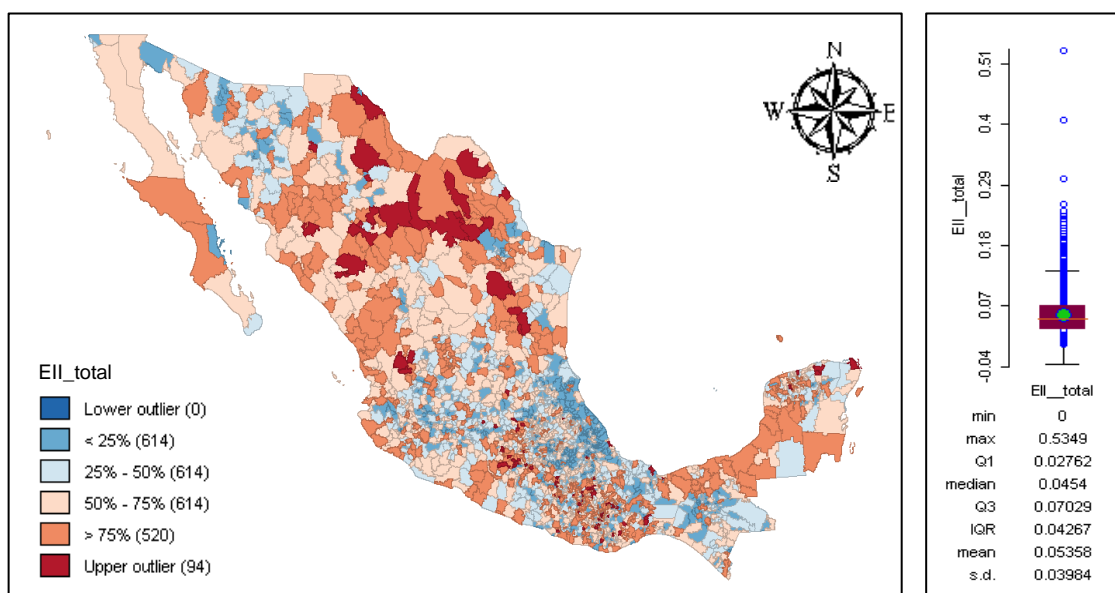 N
W E
S
EII_total
Lower outlier (0)
< 25% (614)
25% - 50% (614)
50% - 75% (614)
> 75% (520)
Upper outlier (94)
EII__total
0.51
0.4
0.29
0.18
0.07
-0.04
EII__total
min 0
max 0.5349
Q1 0.02762
median 0.0454
Q3 0.07029
IQR 0.04267
mean 0.05358
s.d. 0.03984